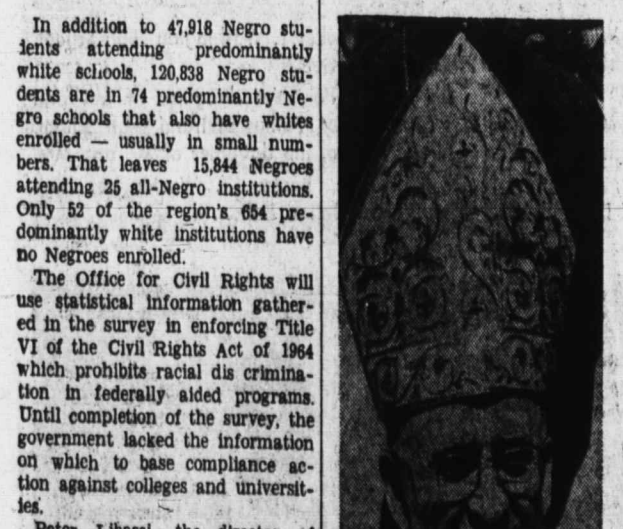 In addition to 47,918 Negro stu-
dents attending predominantly
white schools, 120,838 Negro stu-
dents are in 74 predominantly Ne-
gro schools that also have whites
enrolled — usually in small num-
bers. That leaves 15,844 Negroes
attending 25 all-Negro institutions.
Only 52 of the region's 654 pre-
dominantly white institutions have
no Negroes enrolled.
The Office for Civil Rights will
use statistical information gather-
ed in the survey in enforcing Title
VI of the Civil Rights Act of 1964
which prohibits racial dis crimina-
tion in federally aided programs.
Until completion of the survey, the
government lacked the information
on which to base compliance ac-
tion against colleges and universit-
ies.
the director of